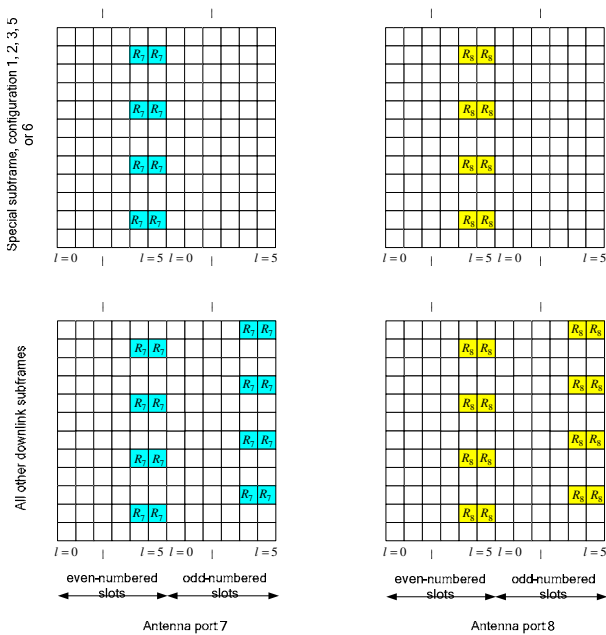 Special subframe, configuration 1, 2, 3, 5
or 6
R7 R7 R8 R8
R7 R7 R8 R8
R7 R7 R8 R8
R7 R7 R8 R8
l = 0 l = 5 l = 0 l = 5 l = 0 l = 5 l = 0 l = 5
All other downlink subframes
R7 R7 R8 R8
R7 R7 R8 R8
R7 R7 R8 R8
R7 R7 R8 R8
R7 R7 R8 R8
R7 R7 R8 R8
R7 R7 R8 R8
R7 R7 R8 R8
l = 0 l = 5 l = 0 l = 5 l = 0 l = 5 l = 0 l = 5
even-numbered odd-numbered even-numbered odd-numbered
slots slots slots slots
Antenna port 7 Antenna port 8